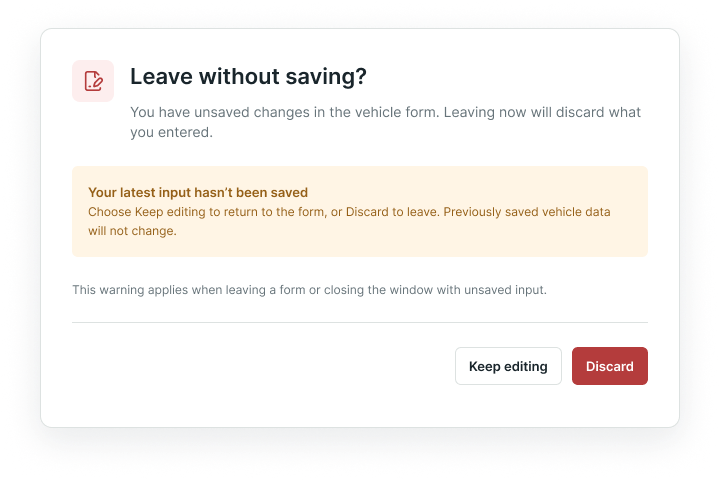 Leave without saving?
You have unsaved changes in the vehicle form. Leaving now will discard what
you entered.
Your latest input hasn’t been saved
Choose Keep editing to return to the form, or Discard to leave. Previously saved vehicle data
will not change.
This warning applies when leaving a form or closing the window with unsaved input.
Keep editing
Discard